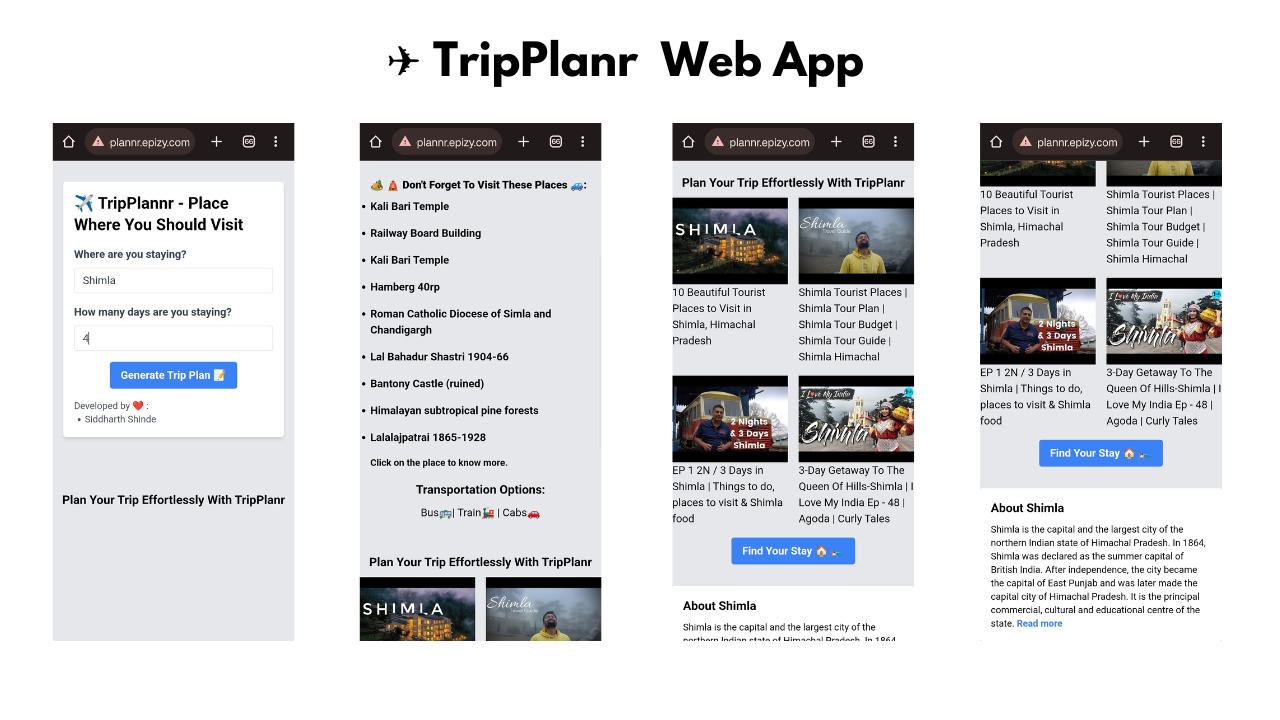 ✈ TripPlanr Web App
plannr.epizy.com
66
✈️ TripPlannr - Place
Where You Should Visit
Where are you staying?
Shimla
How many days are you staying?
4
Generate Trip Plan 📝
Developed by ❤️ :
• Siddharth Shinde
Plan Your Trip Effortlessly With TripPlanr
plannr.epizy.com
66
🏕️ 🛕 Don't Forget To Visit These Places 🚙:
• Kali Bari Temple
• Railway Board Building
• Kali Bari Temple
• Hamberg 40rp
• Roman Catholic Diocese of Simla and
Chandigargh
• Lal Bahadur Shastri 1904-66
• Bantony Castle (ruined)
• Himalayan subtropical pine forests
• Lalalajpatrai 1865-1928
Click on the place to know more.
Transportation Options:
Bus🚌| Train🚂 | Cabs🚗
Plan Your Trip Effortlessly With TripPlanr
SHIMLA
Shimla
Travel Guide
plannr.epizy.com
66
Plan Your Trip Effortlessly With TripPlanr
SHIMLA
10 Beautiful Tourist
Places to Visit in
Shimla, Himachal
Pradesh
Shimla
Travel Guide
Shimla Tourist Places |
Shimla Tour Plan |
Shimla Tour Budget |
Shimla Tour Guide |
Shimla Himachal
2 Nights
& 3 Days
Shimla
EP 1 2N / 3 Days in
Shimla | Things to do,
places to visit & Shimla
food
I Love My India
Shimla
3-Day Getaway To The
Queen Of Hills-Shimla | I
Love My India Ep - 48 |
Agoda | Curly Tales
Find Your Stay 🏠 🛏️
About Shimla
Shimla is the capital and the largest city of the
northern Indian state of Himachal Pradesh. In 1864,
plannr.epizy.com
66
10 Beautiful Tourist
Places to Visit in
Shimla, Himachal
Pradesh
Shimla Tourist Places |
Shimla Tour Plan |
Shimla Tour Budget |
Shimla Tour Guide |
Shimla Himachal
2 Nights
& 3 Days
Shimla
EP 1 2N / 3 Days in
Shimla | Things to do,
places to visit & Shimla
food
I Love My India
Shimla
3-Day Getaway To The
Queen Of Hills-Shimla | I
Love My India Ep - 48 |
Agoda | Curly Tales
Find Your Stay 🏠 🛏️
About Shimla
Shimla is the capital and the largest city of the
northern Indian state of Himachal Pradesh. In 1864,
Shimla was declared as the summer capital of
British India. After independence, the city became
the capital of East Punjab and was later made the
capital city of Himachal Pradesh. It is the principal
commercial, cultural and educational centre of the
state. Read more